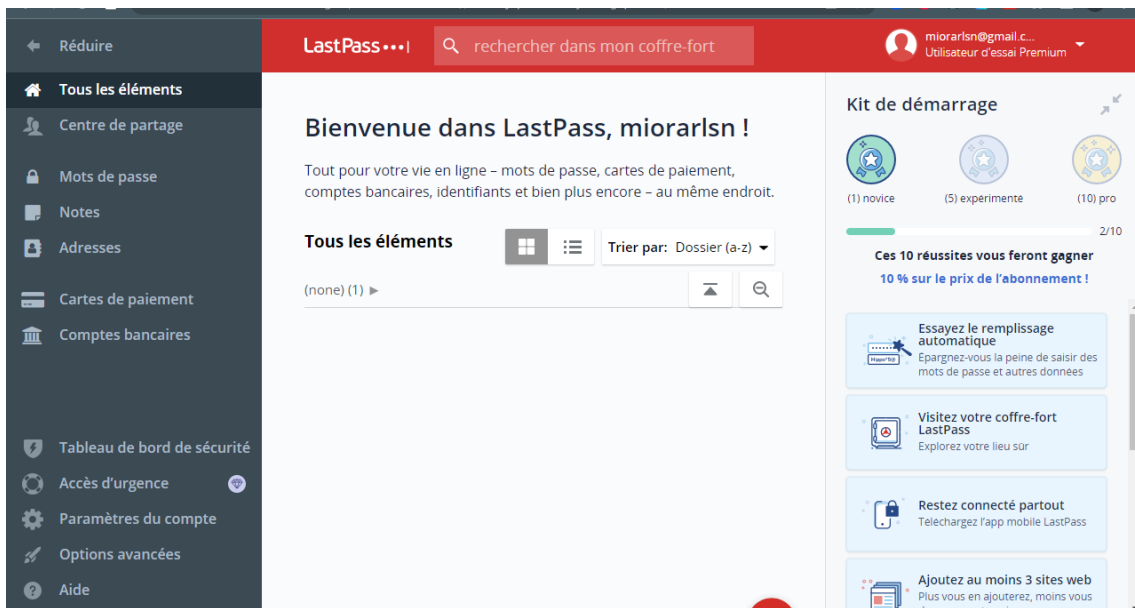 Réduire
Tous les éléments
Centre de partage
Mots de passe
Notes
Adresses
Cartes de paiement
Comptes bancaires
Tableau de bord de sécurité
Accès d'urgence
Paramètres du compte
Options avancées
Aide
LastPass
rechercher dans mon coffre-fort
miorarlsn@gmail.c...
Utilisateur d'essai Premium
Bienvenue dans LastPass, miorarlsn !
Tout pour votre vie en ligne – mots de passe, cartes de paiement,
comptes bancaires, identifiants et bien plus encore – au même endroit.
Tous les éléments
Trier par: Dossier (a-z)
(none) (1)
Kit de démarrage
(1) novice
(5) expérimenté
(10) pro
2/10
Ces 10 réussites vous feront gagner
10 % sur le prix de l'abonnement !
Essayez le remplissage
automatique
Épargnez-vous la peine de saisir des
mots de passe et autres données
Visitez votre coffre-fort
LastPass
Explorez votre lieu sûr
Restez connecté partout
Téléchargez l'app mobile LastPass
Ajoutez au moins 3 sites web
Plus vous en ajouterez, moins vous